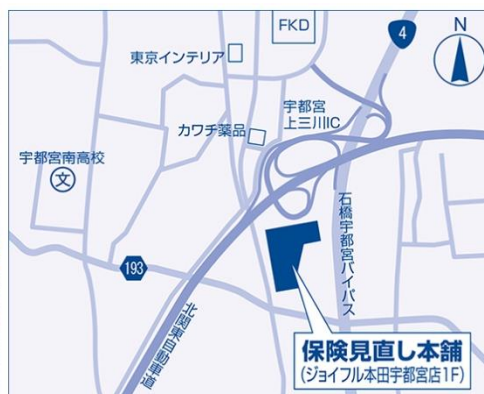 FKD
4
N
東京インテリア
宇都宮
上三川IC
カワチ薬品
宇都宮南高校
文
石橋宇都宮バイパス
193
北関東自動車道
保険見直し本舗
(ジョイフル本田宇都宮店1F)